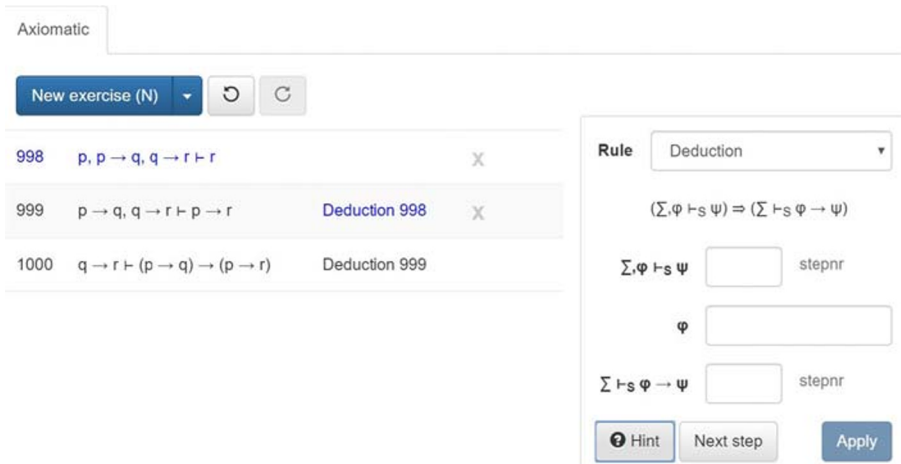 Axiomatic
New exercise (N)
998 p, p → q, q → r ⊢ r X
999 p → q, q → r ⊢ p → r Deduction 998 X
1000 q → r ⊢ (p → q) → (p → r) Deduction 999
Rule Deduction
(∑,φ ⊢S ψ) ⇒ (∑ ⊢S φ → ψ)
∑,φ ⊢S ψ stepnr
φ
∑ ⊢S φ → ψ stepnr
Hint Next step Apply